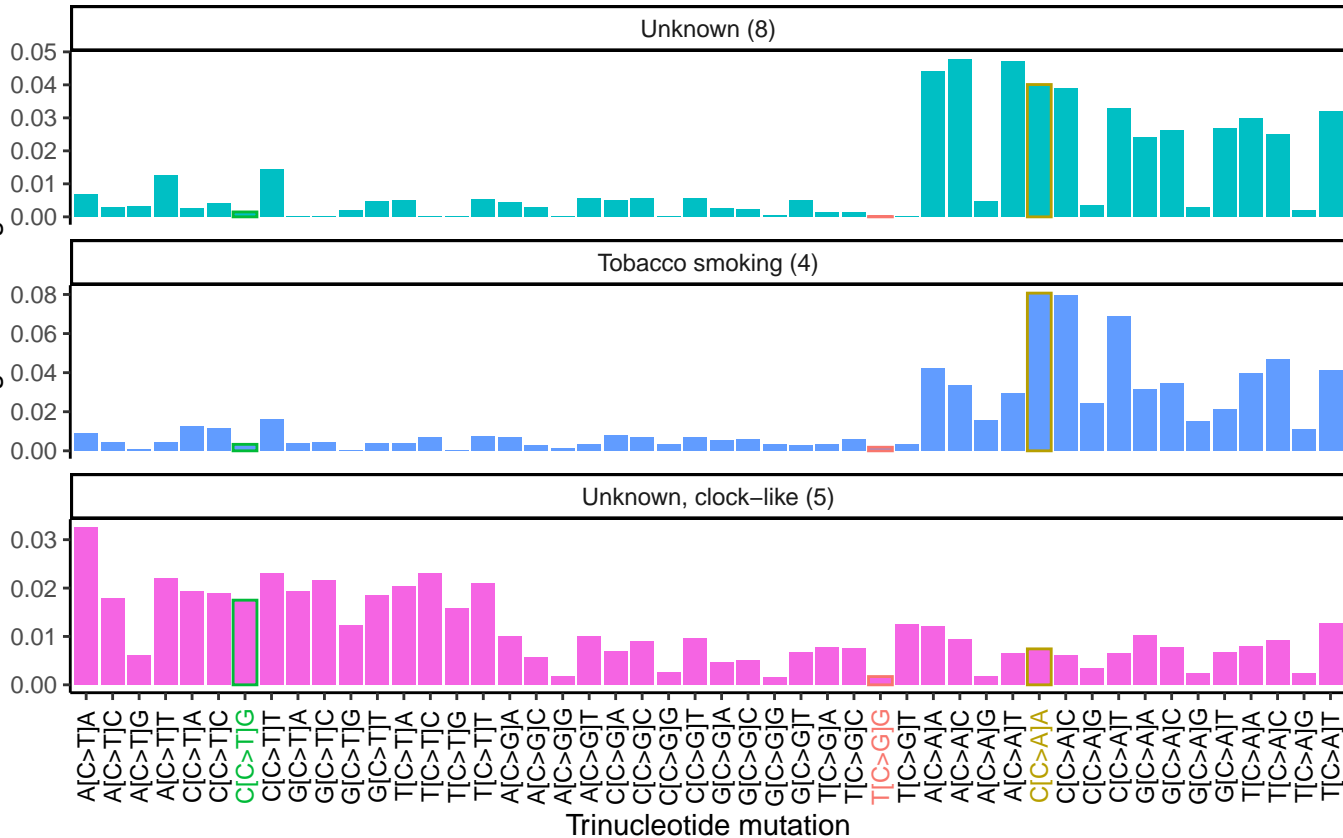 Unknown (8)
0.05
0.04
0.03
0.02
0.01
0.00
Tobacco smoking (4)
0.08
0.06
0.04
0.02
0.00
Unknown, clock−like (5)
0.03
0.02
0.01
0.00
A[C>T]A
A[C>T]C
A[C>T]G
A[C>T]T
C[C>T]A
C[C>T]C
C[C>T]G
C[C>T]T
G[C>T]A
G[C>T]C
G[C>T]G
G[C>T]T
T[C>T]A
T[C>T]C
T[C>T]G
T[C>T]T
A[C>G]A
A[C>G]C
A[C>G]G
A[C>G]T
C[C>G]A
C[C>G]C
C[C>G]G
C[C>G]T
G[C>G]A
G[C>G]C
G[C>G]G
G[C>G]T
T[C>G]A
T[C>G]C
T[C>G]G
T[C>G]T
A[C>A]A
A[C>A]C
A[C>A]G
A[C>A]T
C[C>A]A
C[C>A]C
C[C>A]G
C[C>A]T
G[C>A]A
G[C>A]C
G[C>A]G
G[C>A]T
T[C>A]A
T[C>A]C
T[C>A]G
T[C>A]T
Trinucleotide mutation